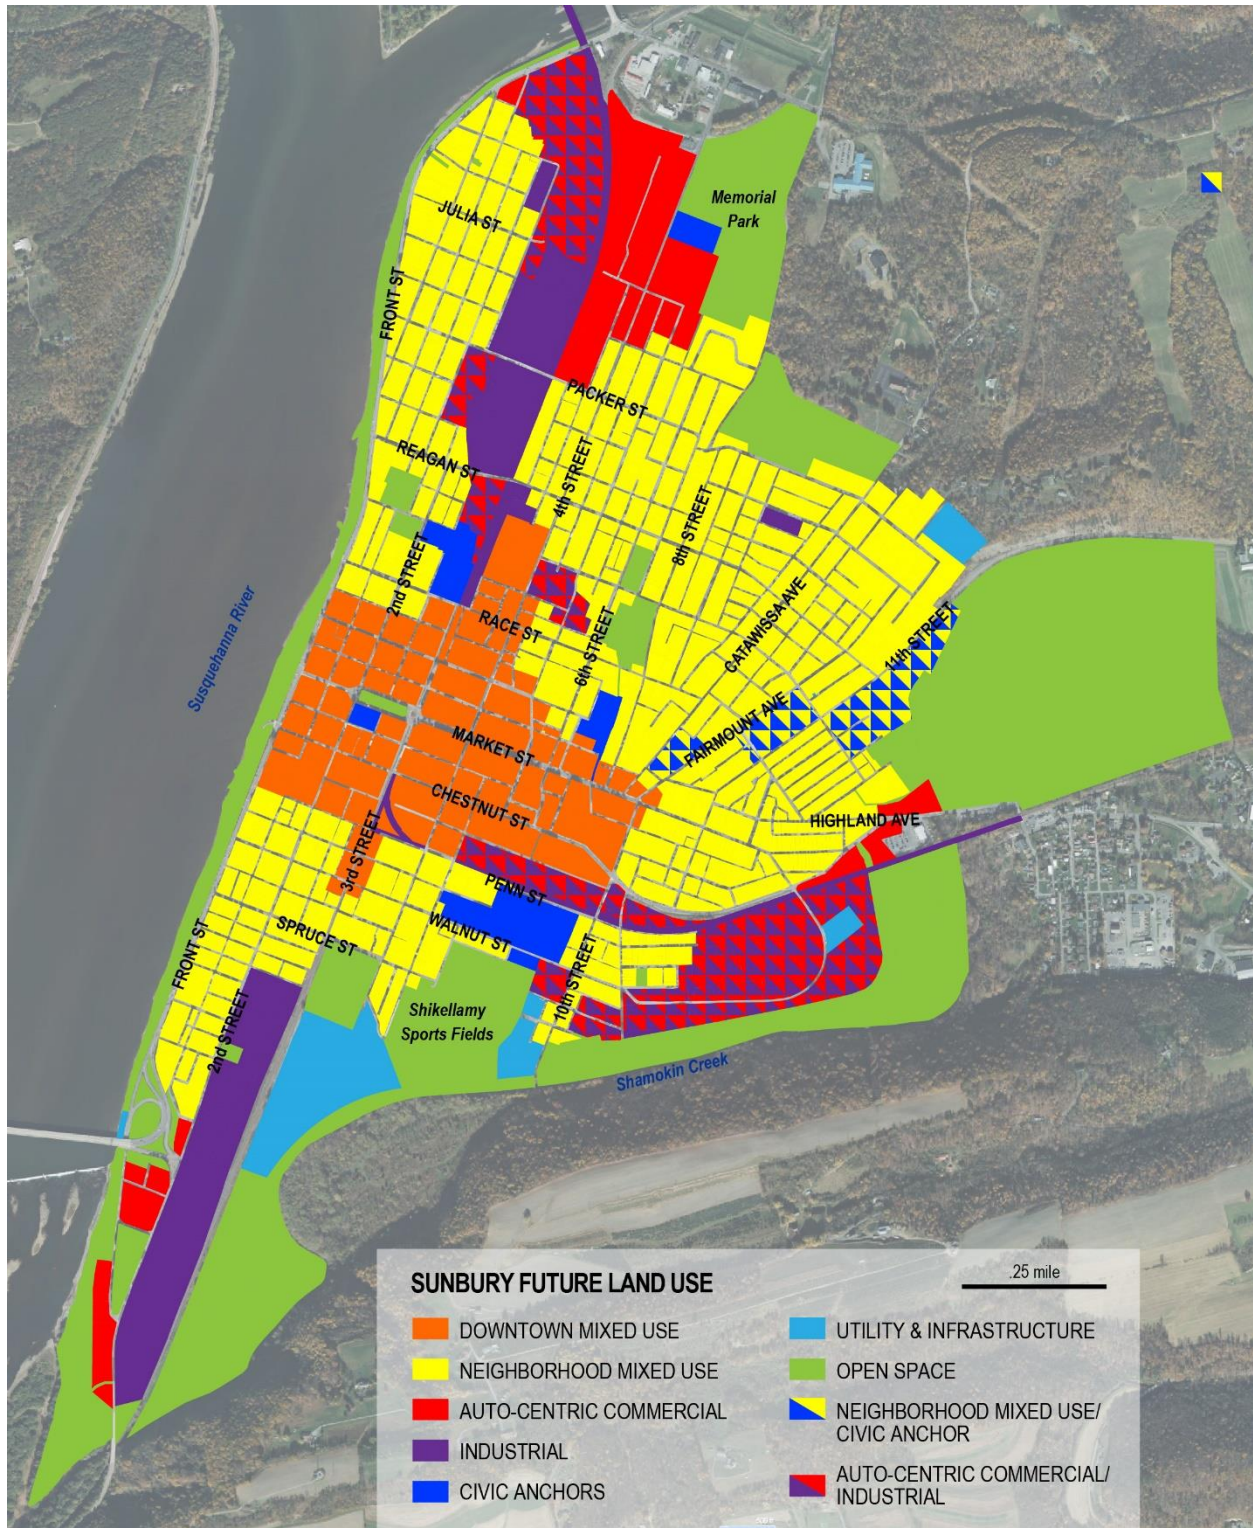 Memorial
Park
JULIA ST
FRONT ST
PACKER ST
REAGAN ST
4th STREET
8th STREET
2nd STREET
RACE ST
6th STREET
CATAWISSA AVE
11th STREET
Susquehanna River
FAIRMOUNT AVE
MARKET ST
CHESTNUT ST
HIGHLAND AVE
3rd STREET
PENN ST
WALNUT ST
SPRUCE ST
FRONT ST
10th STREET
2nd STREET
Shikellamy
Sports Fields
Shamokin Creek
SUNBURY FUTURE LAND USE
.25 mile
DOWNTOWN MIXED USE
NEIGHBORHOOD MIXED USE
AUTO-CENTRIC COMMERCIAL
INDUSTRIAL
CIVIC ANCHORS
UTILITY & INFRASTRUCTURE
OPEN SPACE
NEIGHBORHOOD MIXED USE/
CIVIC ANCHOR
AUTO-CENTRIC COMMERCIAL/
INDUSTRIAL